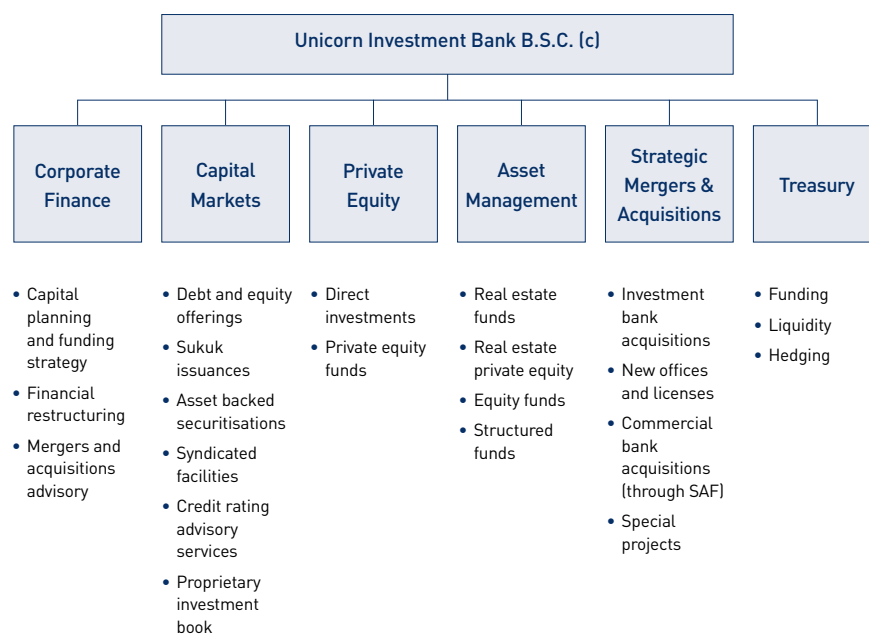 Unicorn Investment Bank B.S.C. (c)
Corporate
Finance
Capital
Markets
Private
Equity
Asset
Management
Strategic
Mergers &
Acquisitions
Treasury
• Capital
planning
and funding
strategy
• Financial
restructuring
• Mergers and
acquisitions
advisory
• Debt and equity
offerings
• Sukuk
issuances
• Asset backed
securitisations
• Syndicated
facilities
• Credit rating
advisory
services
• Proprietary
investment
book
• Direct
investments
• Private equity
funds
• Real estate
funds
• Real estate
private equity
• Equity funds
• Structured
funds
• Investment
bank
acquisitions
• New offices
and licenses
• Commercial
bank
acquisitions
(through SAF)
• Special
projects
• Funding
• Liquidity
• Hedging